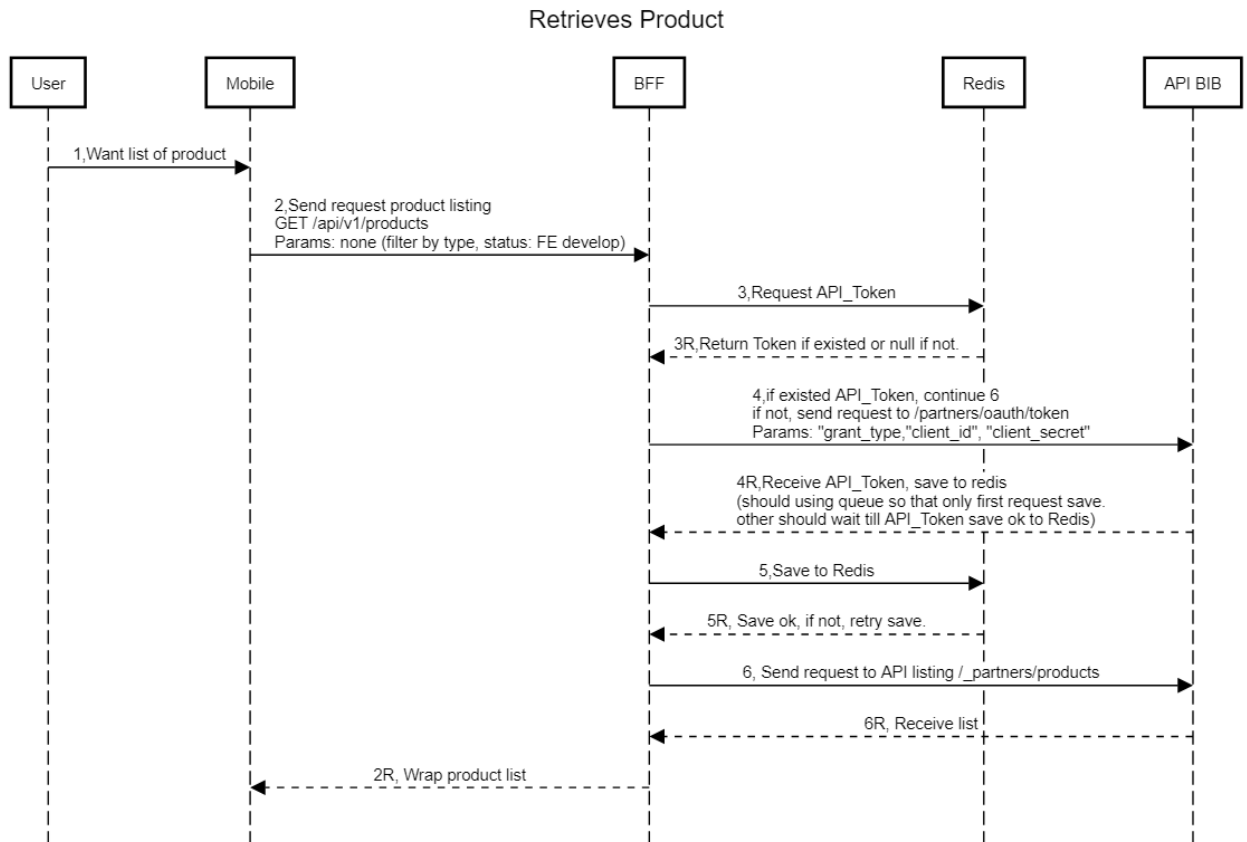 Retrieves Product
User
Mobile
BFF
Redis
API BIB
1,Want list of product
2,Send request product listing
GET /api/v1/products
Params: none (filter by type, status: FE develop)
3,Request API_Token
3R,Return Token if existed or null if not.
4,if existed API_Token, continue 6
if not, send request to /partners/oauth/token
Params: "grant_type,"client_id", "client_secret"
4R,Receive API_Token, save to redis
(should using queue so that only first request save.
other should wait till API_Token save ok to Redis)
5,Save to Redis
5R, Save ok, if not, retry save.
6, Send request to API listing /_partners/products
6R, Receive list
2R, Wrap product list